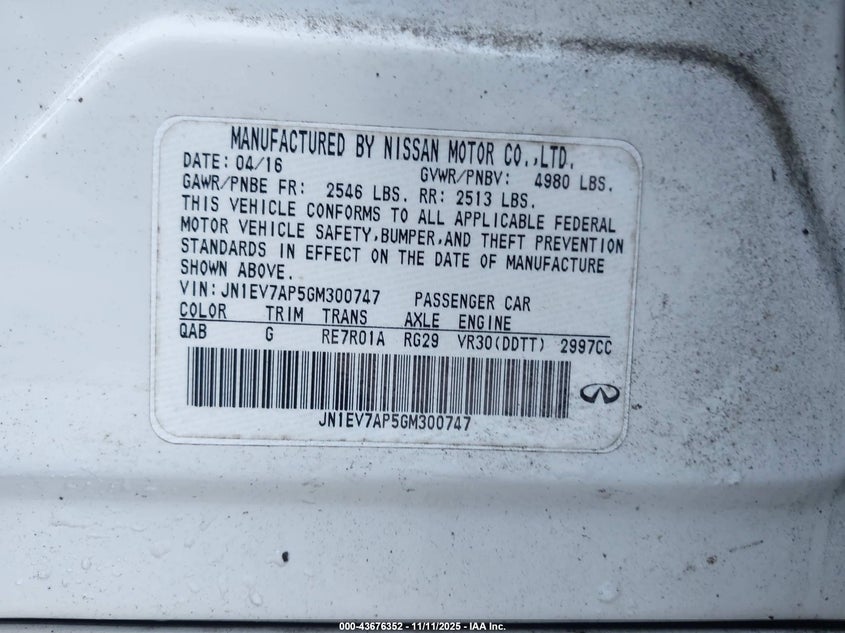 MANUFACTURED BY NISSAN MOTOR CO.,LTD.
DATE: 04/16 GVWR/PNBV: 4980 LBS.
GAWR/PNBE FR: 2546 LBS. RR: 2513 LBS.
THIS VEHICLE CONFORMS TO ALL APPLICABLE FEDERAL
MOTOR VEHICLE SAFETY,BUMPER,AND THEFT PREVENTION
STANDARDS IN EFFECT ON THE DATE OF MANUFACTURE
SHOWN ABOVE.
VIN:JN1EV7AP5GM300747 PASSENGER CAR
COLOR TRIM TRANS AXLE ENGINE
QAB G RE7R01A RG29 VR30(DDTT) 2997CC
JN1EV7AP5GM300747
000-43676352 - 11/11/2025 - IAA Inc.